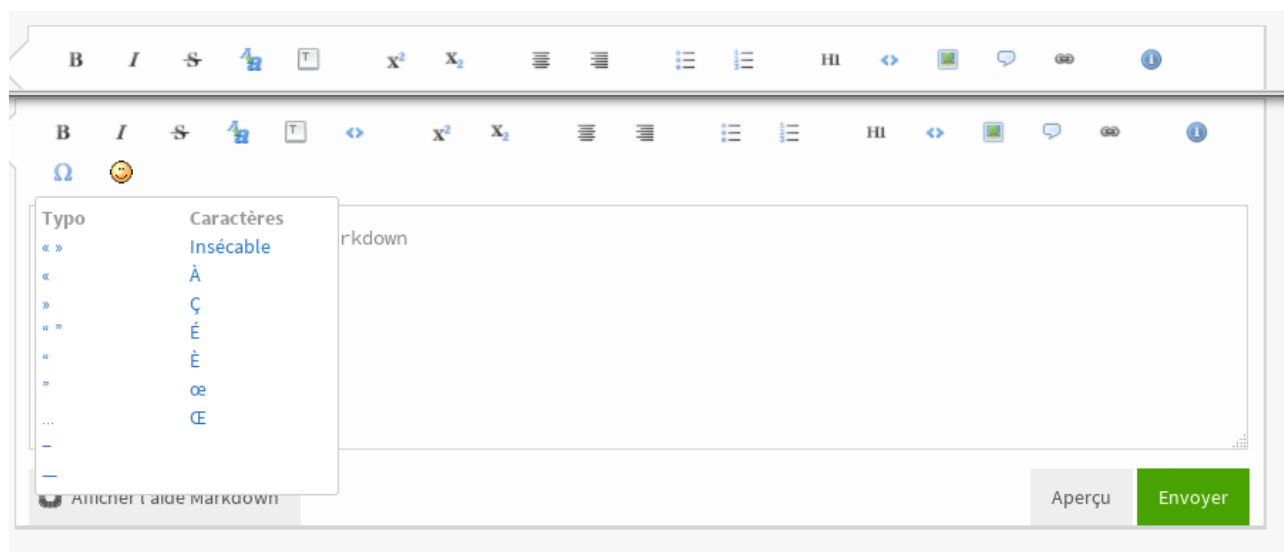 B I S A a T X² X₂ H1
B I S A a T X² X₂ H1
Ω
Typo Caractères
« » Insécable
« À
» Ç
“ ” É
“ È
” œ
… Œ
–
—
rkdown
Afficher l'aide Markdown
Aperçu Envoyer